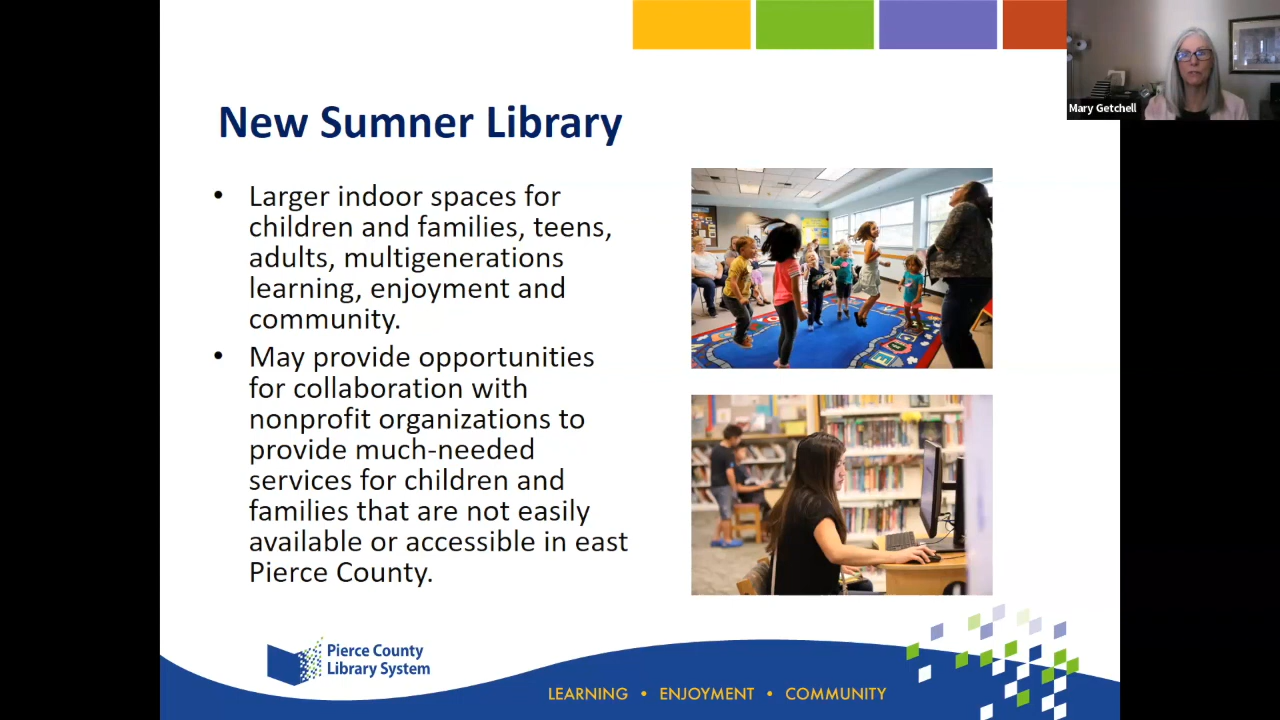 Mary Getchell
New Sumner Library
• Larger indoor spaces for
children and families, teens,
adults, multigenerations
learning, enjoyment and
community.
• May provide opportunities
for collaboration with
nonprofit organizations to
provide much-needed
services for children and
families that are not easily
available or accessible in east
Pierce County.
Pierce County
Library System
LEARNING • ENJOYMENT • COMMUNITY